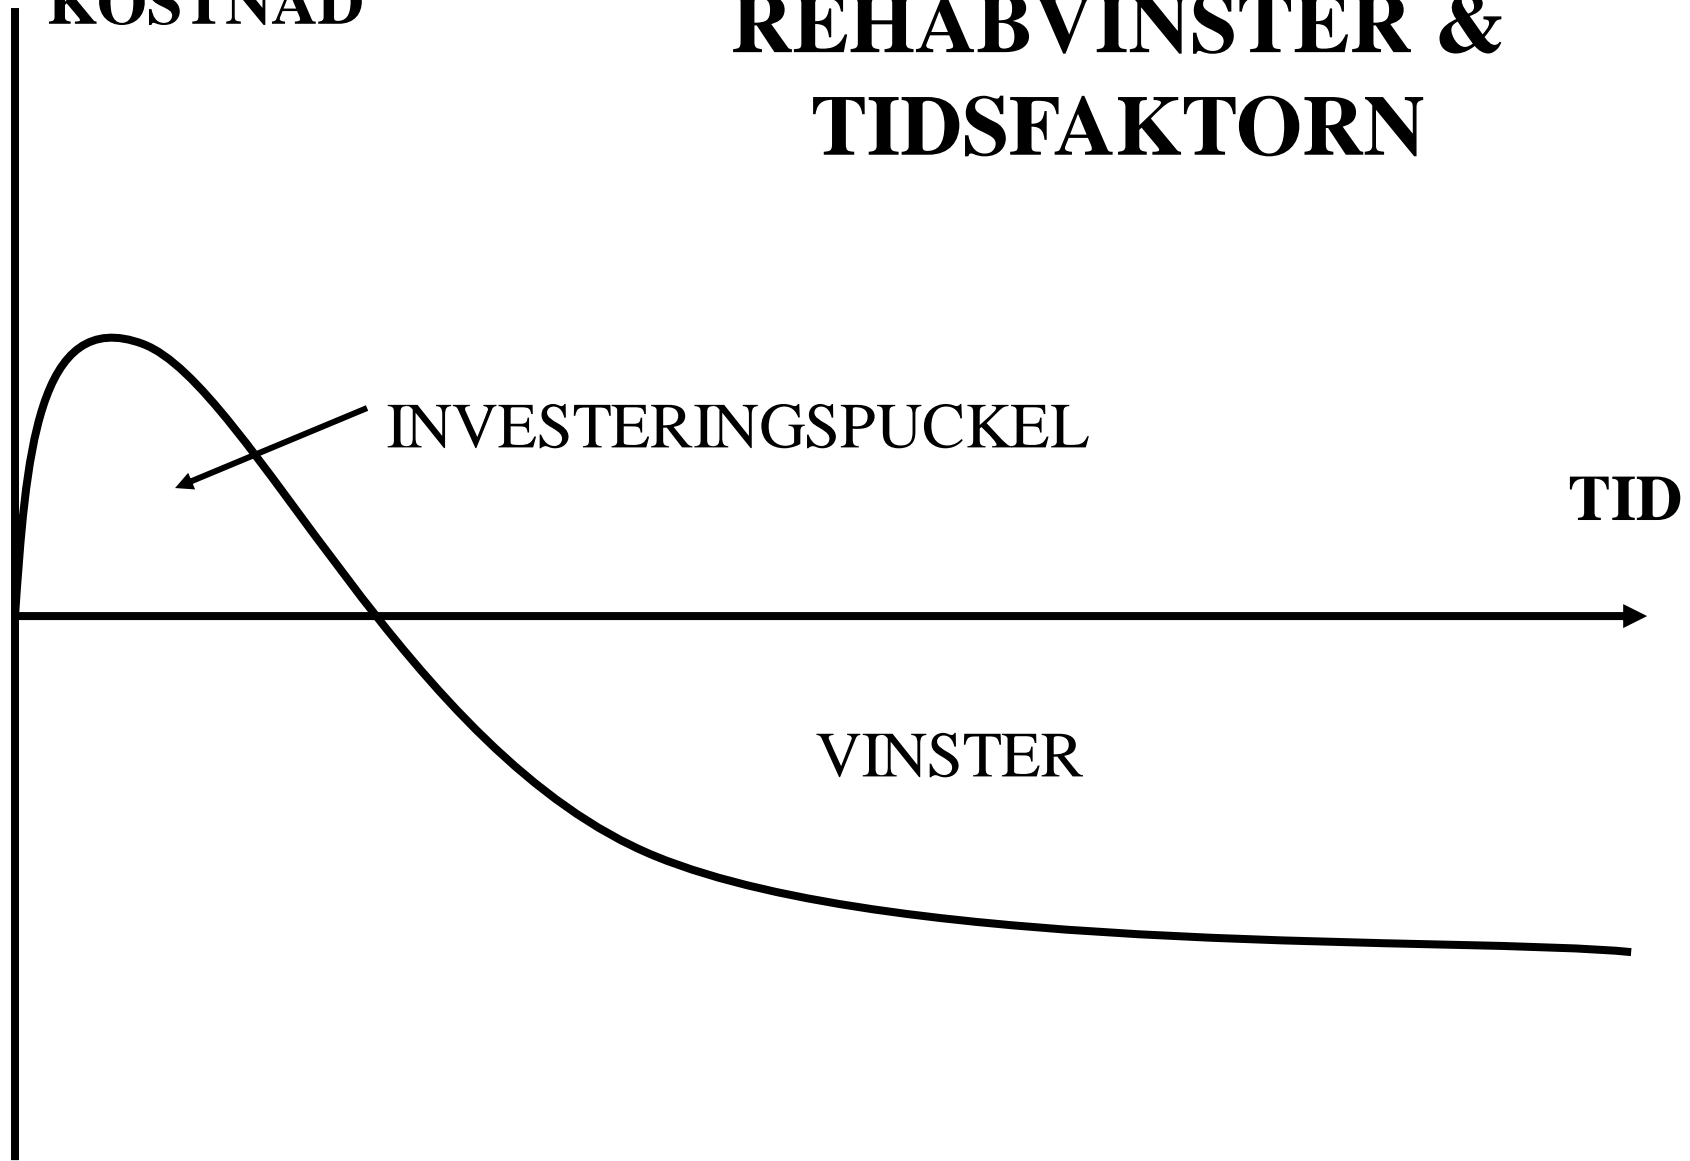 KOSTNAD
REHABVINSTER &
TIDSFAKTORN
INVESTERINGSPUCKEL
TID
VINSTER